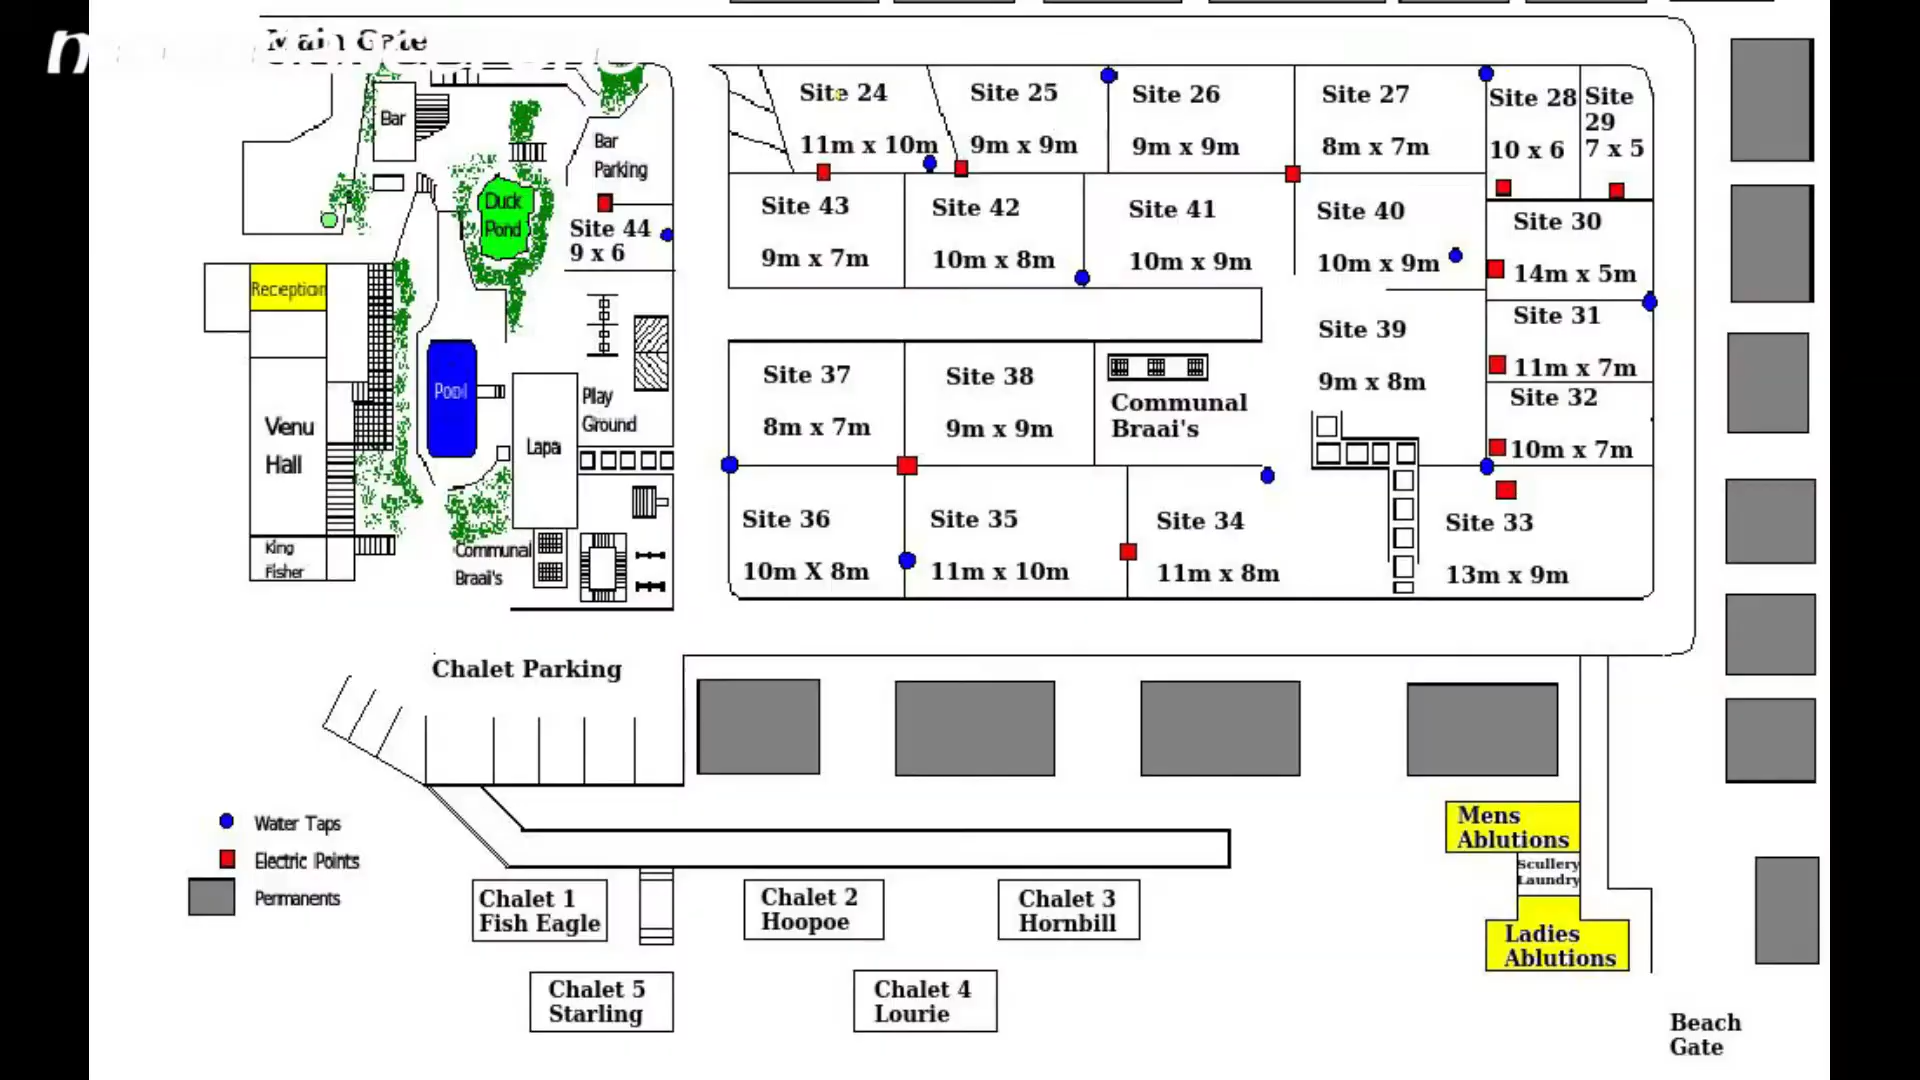 Main Gate
Bar
Bar
Parking
Duck
Pond
Site 44
9 x 6
Reception
Pool
Play
Ground
Venu
Hall
Lapa
King
Fisher
Communal
Braai's
Site 24
11m x 10m
Site 25
9m x 9m
Site 26
9m x 9m
Site 27
8m x 7m
Site 28
10 x 6
Site
29
7 x 5
Site 43
9m x 7m
Site 42
10m x 8m
Site 41
10m x 9m
Site 40
10m x 9m
Site 30
14m x 5m
Site 31
11m x 7m
Site 39
9m x 8m
Site 32
10m x 7m
Site 37
8m x 7m
Site 38
9m x 9m
Communal
Braai's
Site 36
10m X 8m
Site 35
11m x 10m
Site 34
11m x 8m
Site 33
13m x 9m
Chalet Parking
Water Taps
Electric Points
Permanents
Chalet 1
Fish Eagle
Chalet 2
Hoopoe
Chalet 3
Hornbill
Chalet 5
Starling
Chalet 4
Lourie
Mens
Ablutions
Scullery
Laundry
Ladies
Ablutions
Beach
Gate